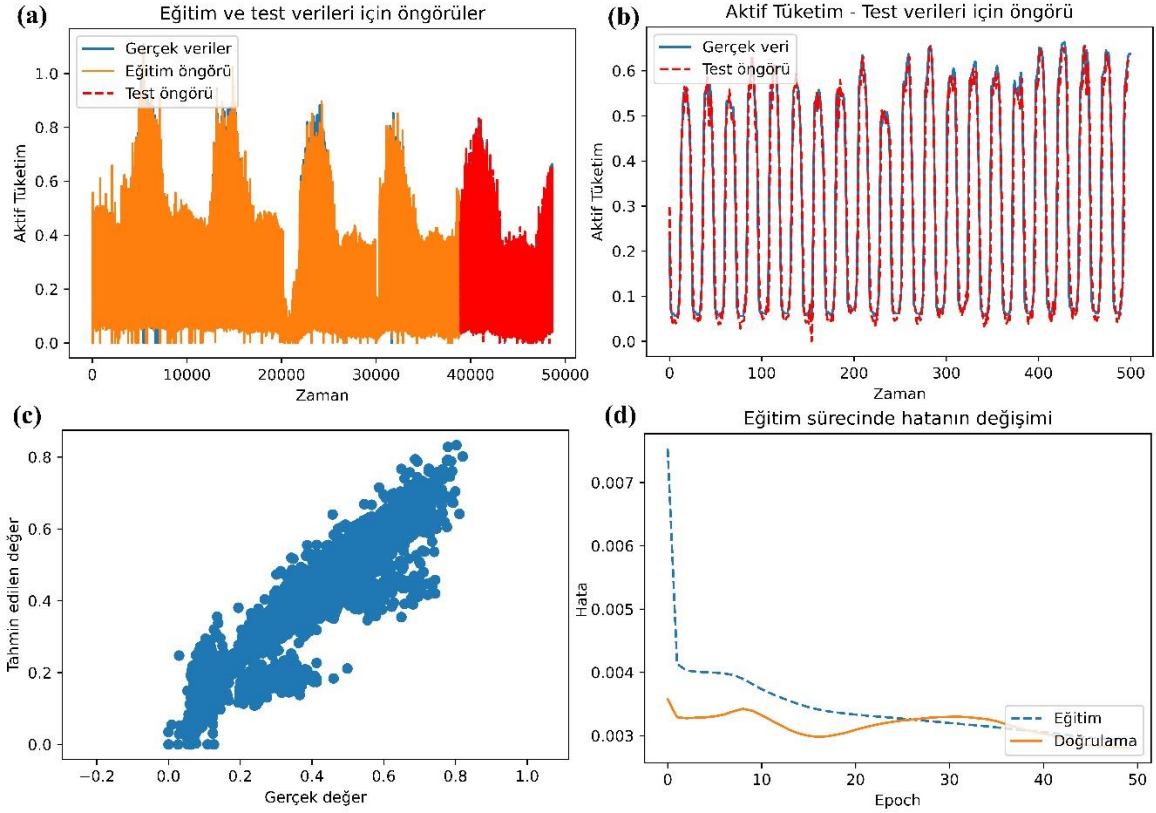 (a)
Eğitim ve test verileri için öngörüler
Gerçek veriler
Eğitim öngörü
Test öngörü
Aktif Tüketim
1.0
0.8
0.6
0.4
0.2
0.0
0 10000 20000 30000 40000 50000
Zaman
(b)
Aktif Tüketim - Test verileri için öngörü
Gerçek veri
Test öngörü
Aktif Tüketim
0.6
0.5
0.4
0.3
0.2
0.1
0.0
0 100 200 300 400 500
Zaman
(c)
Tahmin edilen değer
0.8
0.6
0.4
0.2
0.0
−0.2 0.0 0.2 0.4 0.6 0.8 1.0
Gerçek değer
(d)
Eğitim sürecinde hatanın değişimi
Hata
0.007
0.006
0.005
0.004
0.003
Eğitim
Doğrulama
0 10 20 30 40 50
Epoch